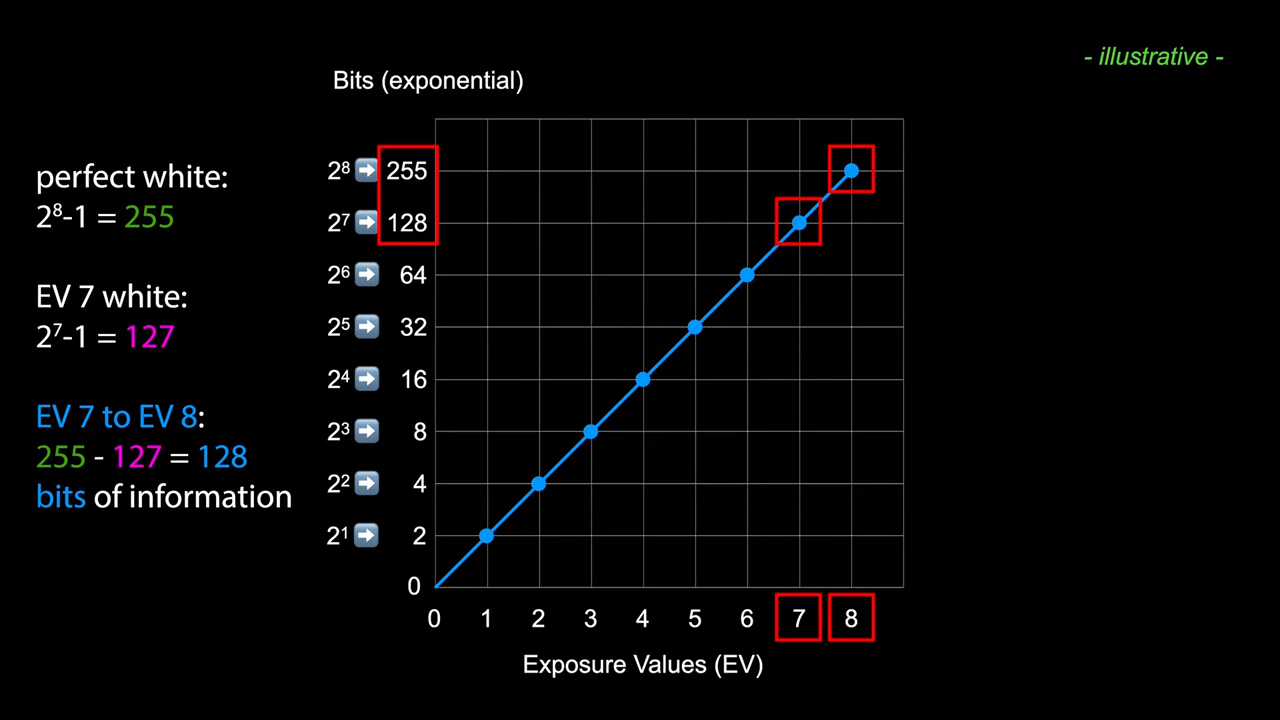 - illustrative -
Bits (exponential)
perfect white:
2⁸-1 = 255
EV 7 white:
2⁷-1 = 127
EV 7 to EV 8:
255 - 127 = 128
bits of information
2⁸ ➡ 255
2⁷ ➡ 128
2⁶ ➡ 64
2⁵ ➡ 32
2⁴ ➡ 16
2³ ➡ 8
2² ➡ 4
2¹ ➡ 2
0
0 1 2 3 4 5 6 7 8
Exposure Values (EV)